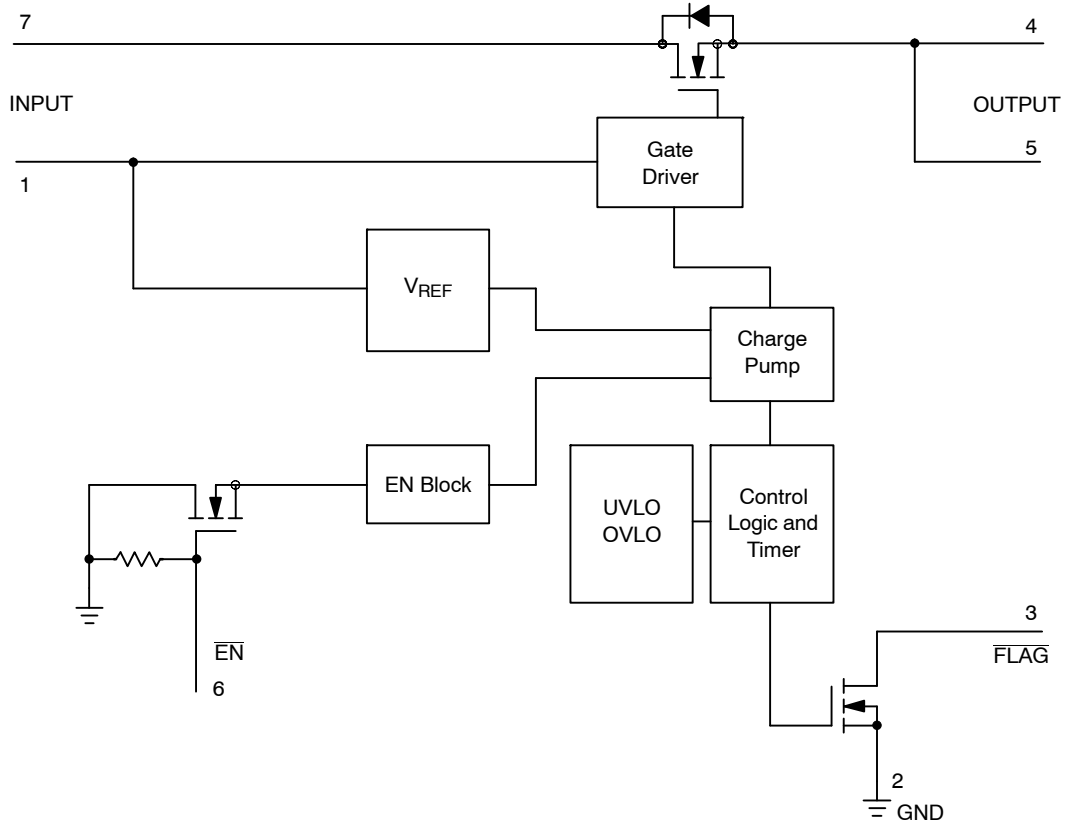 7
4
INPUT
OUTPUT
Gate
Driver
5
1
VREF
Charge
Pump
EN Block
UVLO
OVLO
Control
Logic and
Timer
3
EN
FLAG
6
2
GND